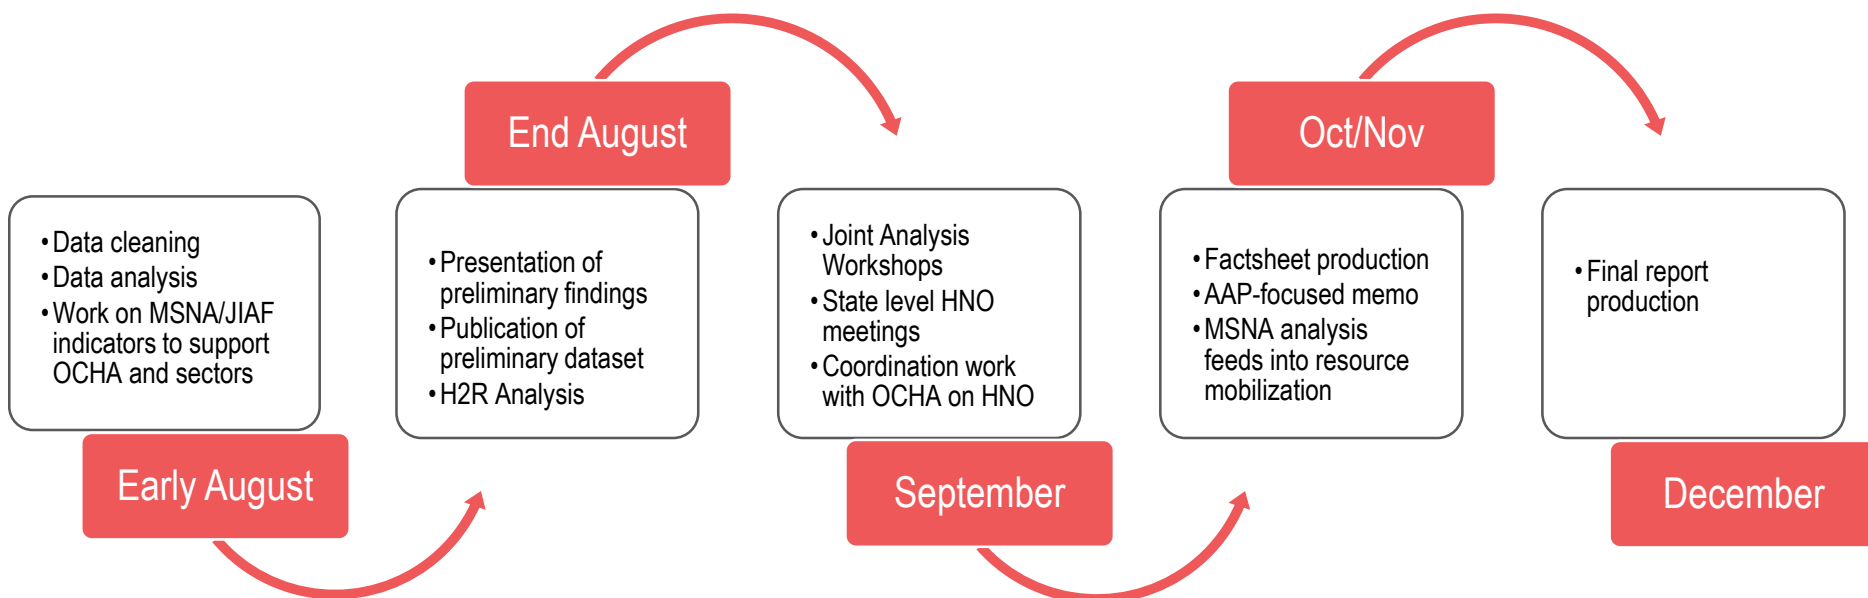 • Data cleaning
• Data analysis
• Work on MSNA/JIAF
indicators to support
OCHA and sectors
Early August
End August
• Presentation of
preliminary findings
• Publication of
preliminary dataset
• H2R Analysis
• Joint Analysis
Workshops
• State level HNO
meetings
• Coordination work
with OCHA on HNO
September
Oct/Nov
• Factsheet production
• AAP-focused memo
• MSNA analysis
feeds into resource
mobilization
• Final report
production
December